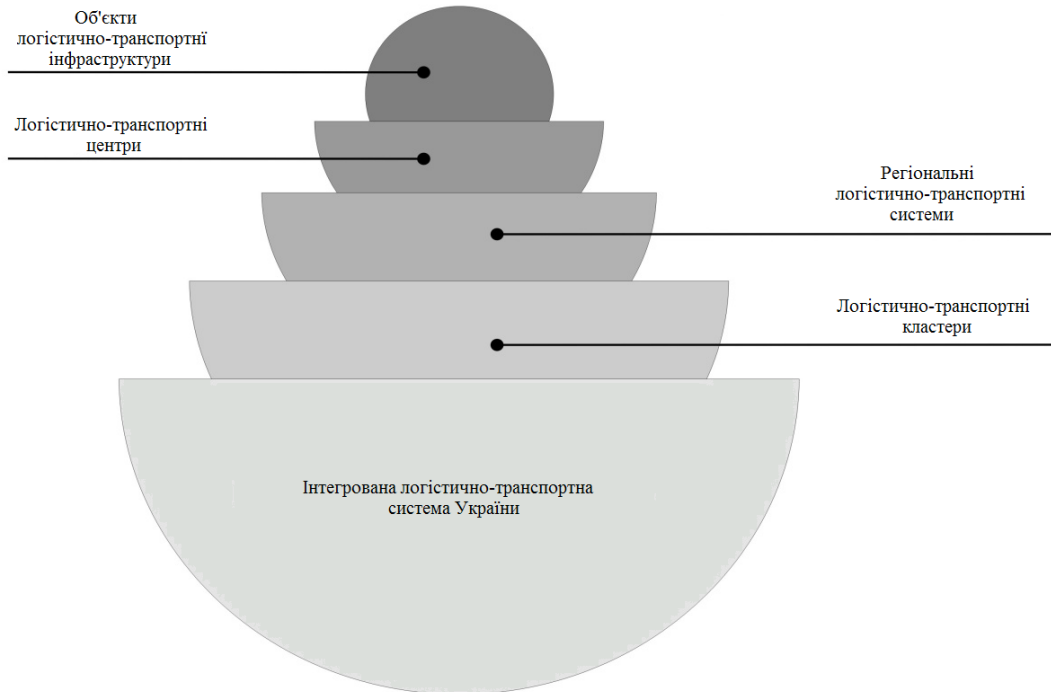 Об'єкти
логістично-транспортнї
інфраструктури
Логістично-транспортні
центри
Регіональні
логістично-транспортні
системи
Логістично-транспортні
кластери
Інтегрована логістично-транспортна
система України